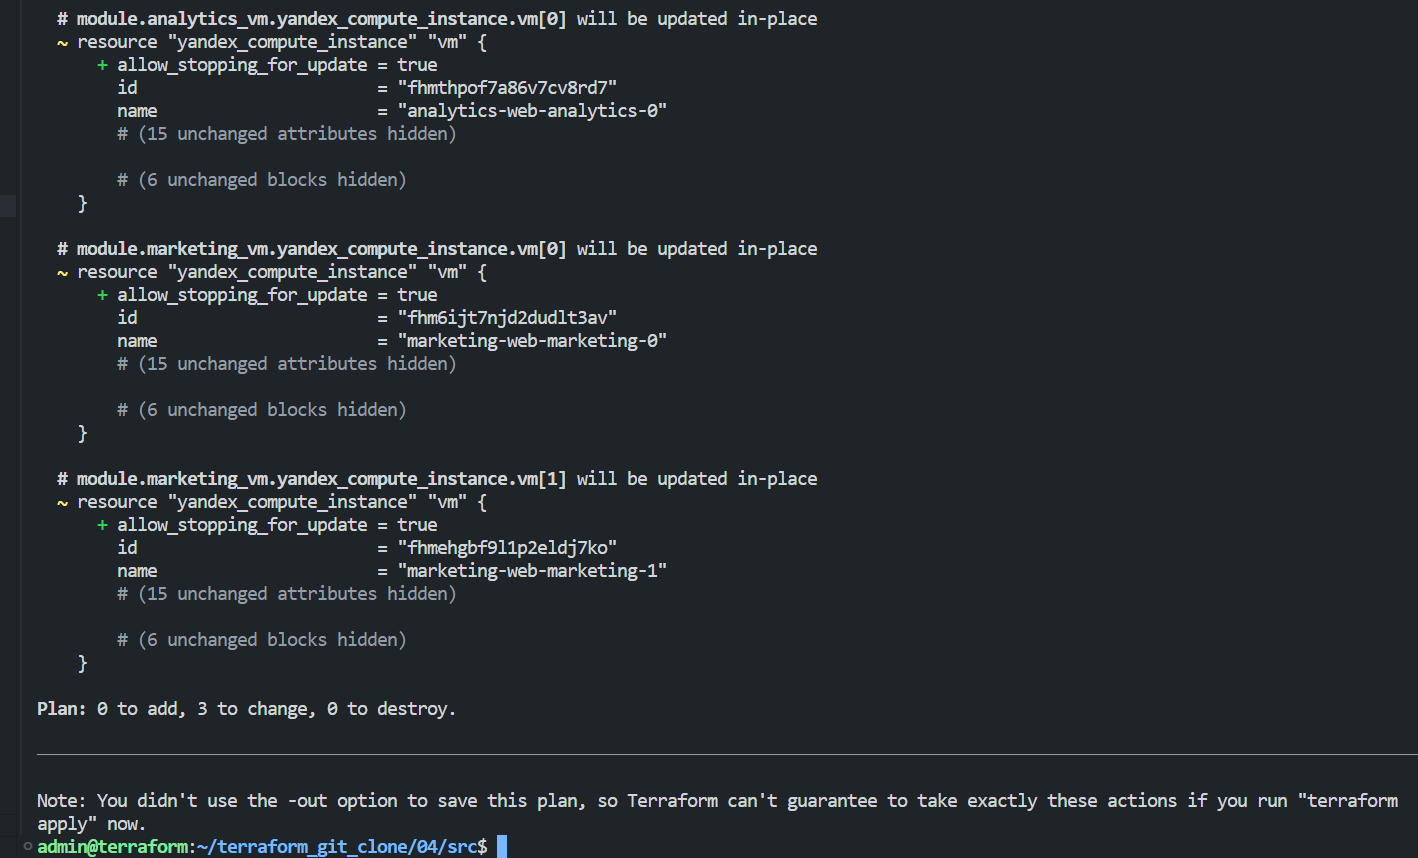 # module.analytics_vm.yandex_compute_instance.vm[0] will be updated in-place
~ resource "yandex_compute_instance" "vm" {
+ allow_stopping_for_update = true
id                        = "fhmthpof7a86v7cv8rd7"
name                      = "analytics-web-analytics-0"
# (15 unchanged attributes hidden)
# (6 unchanged blocks hidden)
}
# module.marketing_vm.yandex_compute_instance.vm[0] will be updated in-place
~ resource "yandex_compute_instance" "vm" {
+ allow_stopping_for_update = true
id                        = "fhm6ijt7njd2dudlt3av"
name                      = "marketing-web-marketing-0"
# (15 unchanged attributes hidden)
# (6 unchanged blocks hidden)
}
# module.marketing_vm.yandex_compute_instance.vm[1] will be updated in-place
~ resource "yandex_compute_instance" "vm" {
+ allow_stopping_for_update = true
id                        = "fhmehgbf9l1p2eldj7ko"
name                      = "marketing-web-marketing-1"
# (15 unchanged attributes hidden)
# (6 unchanged blocks hidden)
}
Plan: 0 to add, 3 to change, 0 to destroy.
Note: You didn't use the -out option to save this plan, so Terraform can't guarantee to take exactly these actions if you run "terraform
apply" now.
admin@terraform:~/terraform_git_clone/04/src$